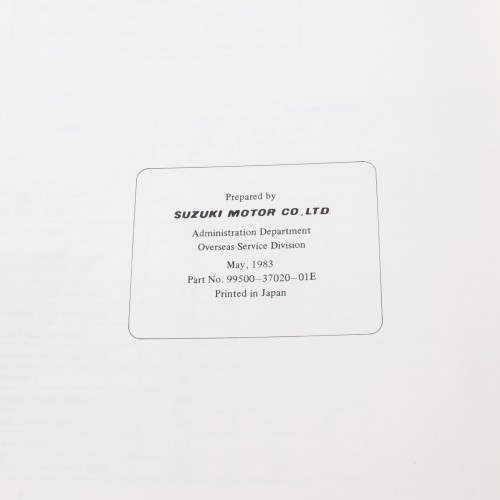 Prepared by
SUZUKI MOTOR CO.,LTD.
Administration Department
Overseas Service Division
May, 1983
Part No. 99500-37020-01E
Printed in Japan